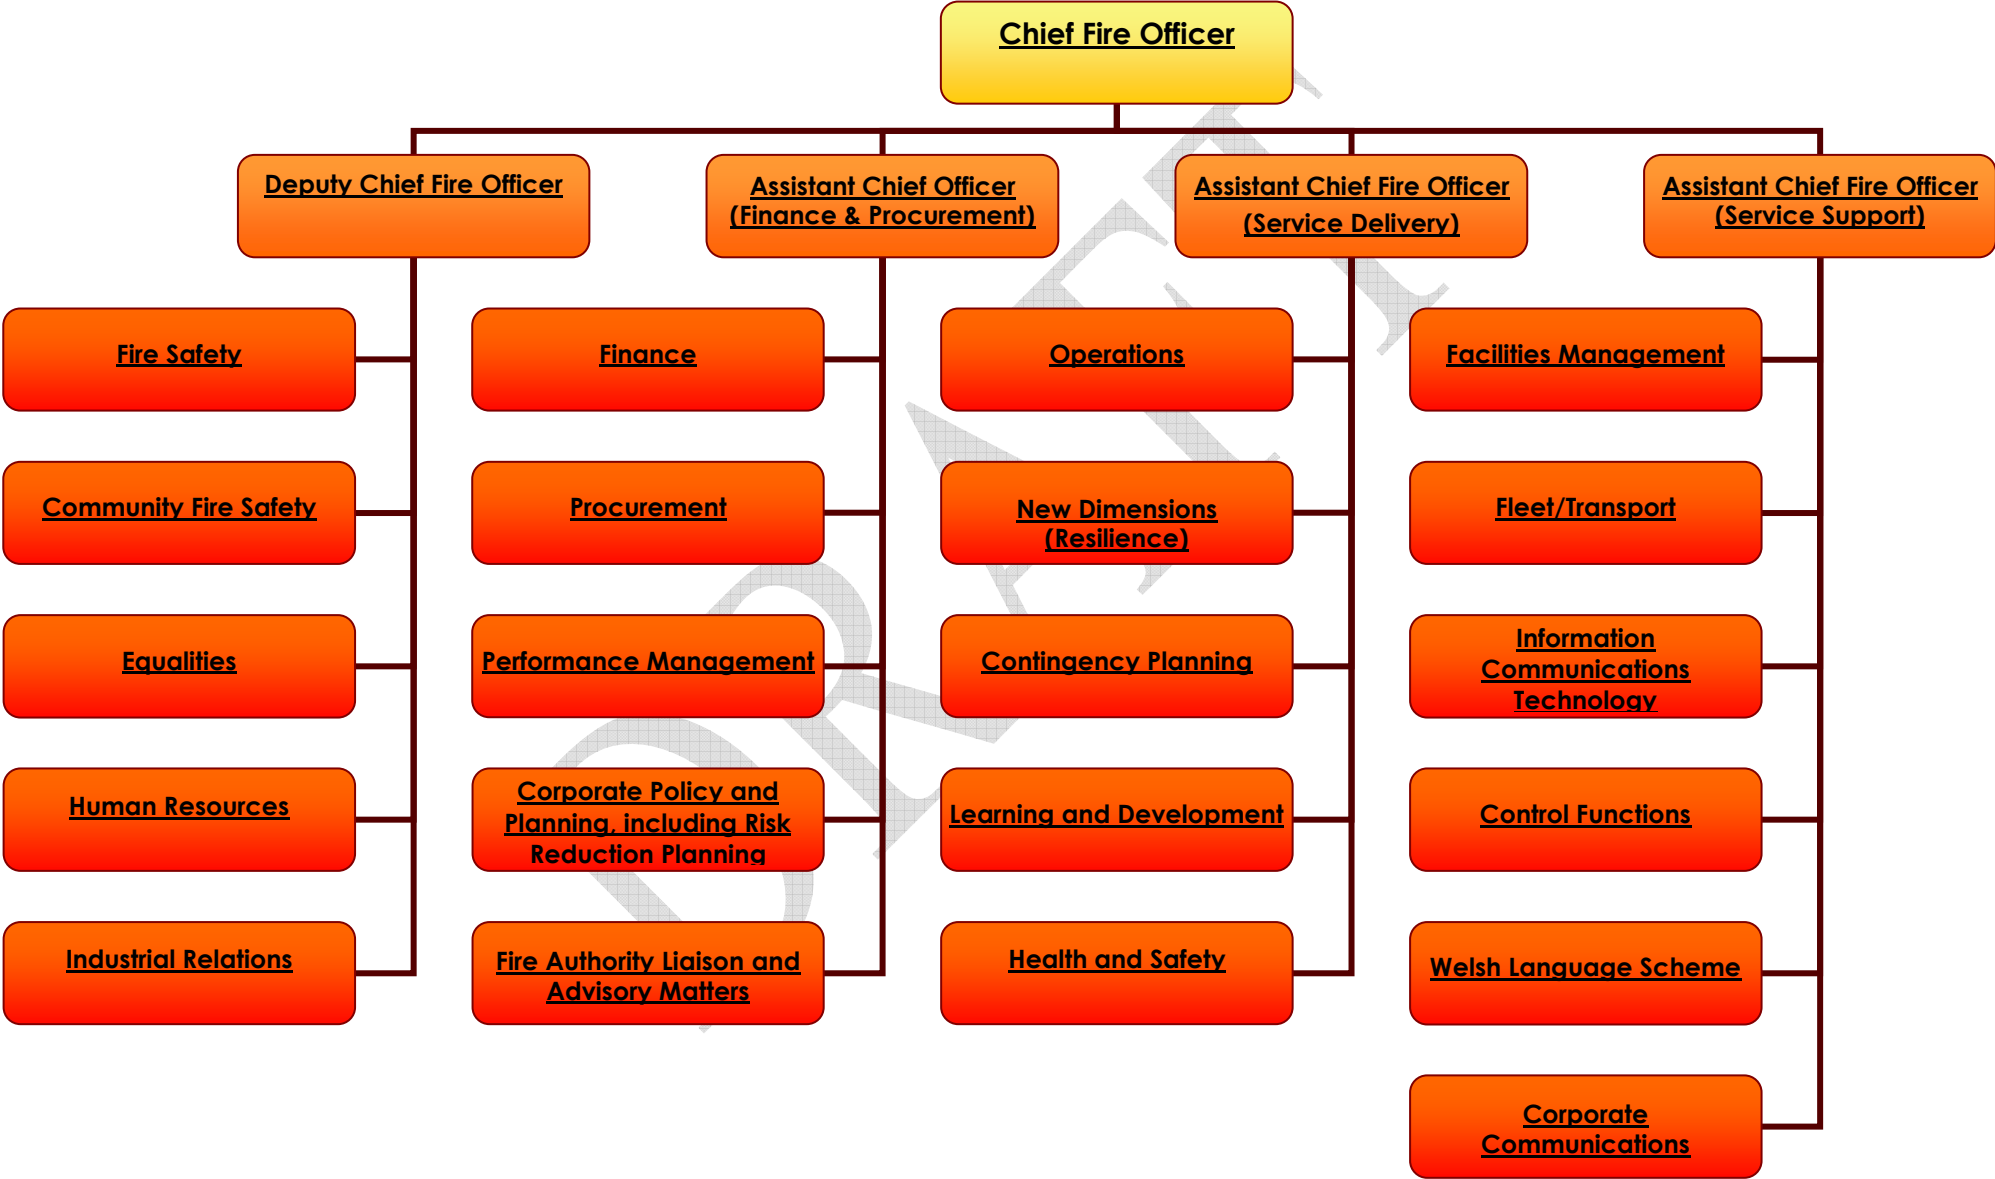 Chief Fire Officer
Deputy Chief Fire Officer
Assistant Chief Officer
(Finance & Procurement)
Assistant Chief Fire Officer
(Service Delivery)
Assistant Chief Fire Officer
(Service Support)
Fire Safety
Community Fire Safety
Equalities
Human Resources
Industrial Relations
Finance
Procurement
Performance Management
Corporate Policy and
Planning, including Risk
Reduction Planning
Fire Authority Liaison and
Advisory Matters
Operations
New Dimensions
(Resilience)
Contingency Planning
Learning and Development
Health and Safety
Facilities Management
Fleet/Transport
Information
Communications
Technology
Control Functions
Welsh Language Scheme
Corporate
Communications
DRAFT